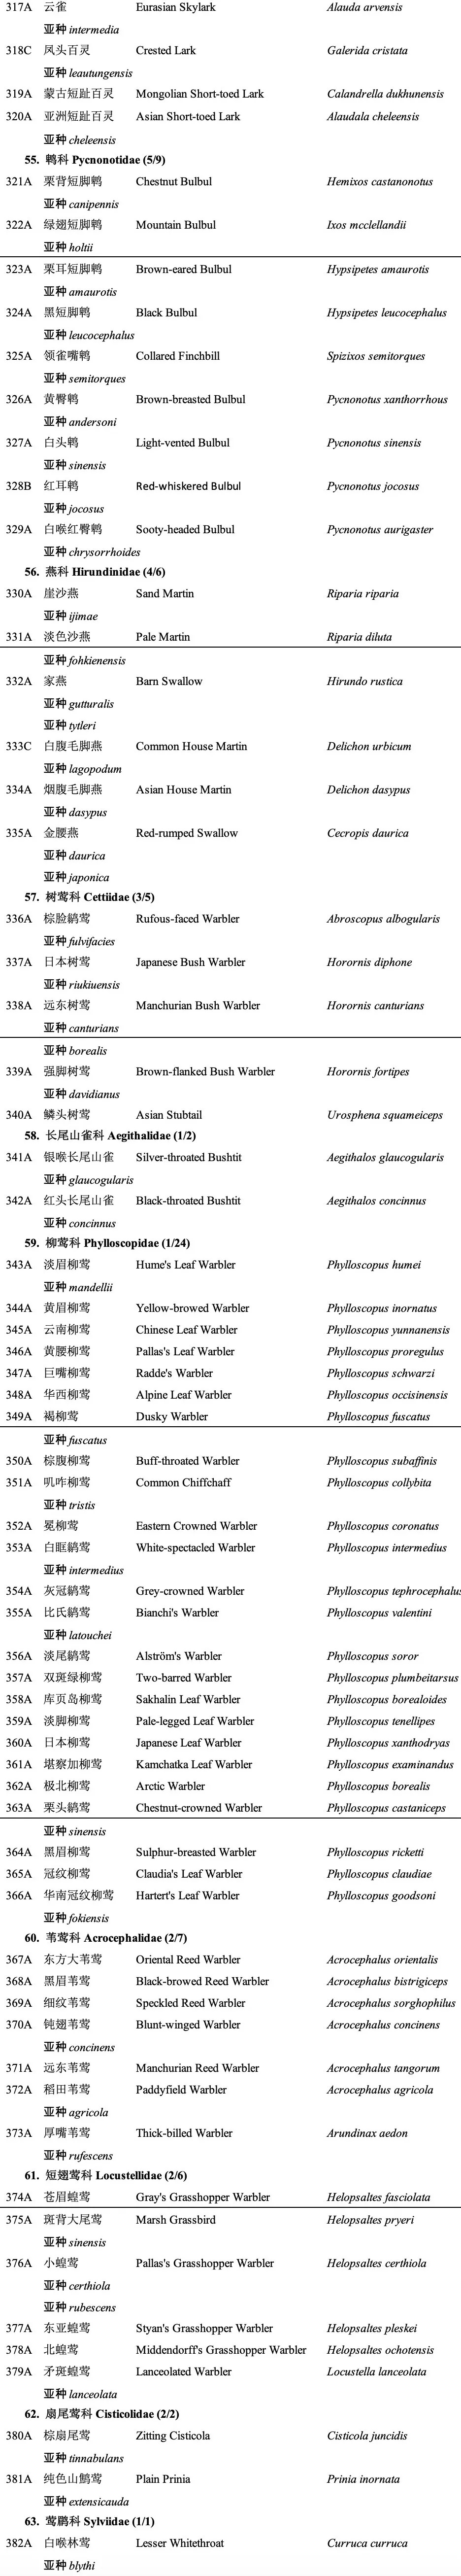 317A 云雀 Eurasian Skylark Alauda arvensis
亚种 intermedia
318C 凤头百灵 Crested Lark Galerida cristata
亚种 leautungensis
319A 蒙古短趾百灵 Mongolian Short-toed Lark Calandrella dukhunensis
320A 亚洲短趾百灵 Asian Short-toed Lark Alaudala cheleensis
亚种 cheleensis
55. 鹎科 Pycnonotidae (5/9)
321A 栗背短脚鹎 Chestnut Bulbul Hemixos castanonotus
亚种 canipennis
322A 绿翅短脚鹎 Mountain Bulbul Ixos mcclellandii
亚种 holtii
323A 栗耳短脚鹎 Brown-eared Bulbul Hypsipetes amaurotis
亚种 amaurotis
324A 黑短脚鹎 Black Bulbul Hypsipetes leucocephalus
亚种 leucocephalus
325A 领雀嘴鹎 Collared Finchbill Spizixos semitorques
亚种 semitorques
326A 黄臀鹎 Brown-breasted Bulbul Pycnonotus xanthorrhous
亚种 andersoni
327A 白头鹎 Light-vented Bulbul Pycnonotus sinensis
亚种 sinensis
328B 红耳鹎 Red-whiskered Bulbul Pycnonotus jocosus
亚种 jocosus
329A 白喉红臀鹎 Sooty-headed Bulbul Pycnonotus aurigaster
亚种 chrysorrhoides
56. 燕科 Hirundinidae (4/6)
330A 崖沙燕 Sand Martin Riparia riparia
亚种 ijimae
331A 淡色沙燕 Pale Martin Riparia diluta
亚种 fohkienensis
332A 家燕 Barn Swallow Hirundo rustica
亚种 gutturalis
亚种 tytleri
333C 白腹毛脚燕 Common House Martin Delichon urbicum
亚种 lagopodum
334A 烟腹毛脚燕 Asian House Martin Delichon dasypus
亚种 dasypus
335A 金腰燕 Red-rumped Swallow Cecropis daurica
亚种 daurica
亚种 japonica
57. 树莺科 Cettiidae (3/5)
336A 棕脸鹟莺 Rufous-faced Warbler Abroscopus albogularis
亚种 fulvifacies
337A 日本树莺 Japanese Bush Warbler Horornis diphone
亚种 riukiuensis
338A 远东树莺 Manchurian Bush Warbler Horornis canturians
亚种 canturians
亚种 borealis
339A 强脚树莺 Brown-flanked Bush Warbler Horornis fortipes
亚种 davidianus
340A 鳞头树莺 Asian Stubtail Urosphena squameiceps
58. 长尾山雀科 Aegithalidae (1/2)
341A 银喉长尾山雀 Silver-throated Bushtit Aegithalos glaucogularis
亚种 glaucogularis
342A 红头长尾山雀 Black-throated Bushtit Aegithalos concinnus
亚种 concinnus
59. 柳莺科 Phylloscopidae (1/24)
343A 淡眉柳莺 Hume's Leaf Warbler Phylloscopus humei
亚种 mandellii
344A 黄眉柳莺 Yellow-browed Warbler Phylloscopus inornatus
345A 云南柳莺 Chinese Leaf Warbler Phylloscopus yunnanensis
346A 黄腰柳莺 Pallas's Leaf Warbler Phylloscopus proregulus
347A 巨嘴柳莺 Radde's Warbler Phylloscopus schwarzi
348A 华西柳莺 Alpine Leaf Warbler Phylloscopus occisinensis
349A 褐柳莺 Dusky Warbler Phylloscopus fuscatus
亚种 fuscatus
350A 棕腹柳莺 Buff-throated Warbler Phylloscopus subaffinis
351A 叽咋柳莺 Common Chiffchaff Phylloscopus collybita
亚种 tristis
352A 冕柳莺 Eastern Crowned Warbler Phylloscopus coronatus
353A 白眶鹟莺 White-spectacled Warbler Phylloscopus intermedius
亚种 intermedius
354A 灰冠鹟莺 Grey-crowned Warbler Phylloscopus tephrocephalus
355A 比氏鹟莺 Bianchi's Warbler Phylloscopus valentini
亚种 latouchei
356A 淡尾鹟莺 Alström's Warbler Phylloscopus soror
357A 双斑绿柳莺 Two-barred Warbler Phylloscopus plumbeitarsus
358A 库页岛柳莺 Sakhalin Leaf Warbler Phylloscopus borealoides
359A 淡脚柳莺 Pale-legged Leaf Warbler Phylloscopus tenellipes
360A 日本柳莺 Japanese Leaf Warbler Phylloscopus xanthodryas
361A 堪察加柳莺 Kamchatka Leaf Warbler Phylloscopus examinandus
362A 极北柳莺 Arctic Warbler Phylloscopus borealis
363A 栗头鹟莺 Chestnut-crowned Warbler Phylloscopus castaniceps
亚种 sinensis
364A 黑眉柳莺 Sulphur-breasted Warbler Phylloscopus ricketti
365A 冠纹柳莺 Claudia's Leaf Warbler Phylloscopus claudiae
366A 华南冠纹柳莺 Hartert's Leaf Warbler Phylloscopus goodsoni
亚种 fokiensis
60. 苇莺科 Acrocephalidae (2/7)
367A 东方大苇莺 Oriental Reed Warbler Acrocephalus orientalis
368A 黑眉苇莺 Black-browed Reed Warbler Acrocephalus bistrigiceps
369A 细纹苇莺 Speckled Reed Warbler Acrocephalus sorghophilus
370A 钝翅苇莺 Blunt-winged Warbler Acrocephalus concinens
亚种 concinens
371A 远东苇莺 Manchurian Reed Warbler Acrocephalus tangorum
372A 稻田苇莺 Paddyfield Warbler Acrocephalus agricola
亚种 agricola
373A 厚嘴苇莺 Thick-billed Warbler Arundinax aedon
亚种 rufescens
61. 短翅莺科 Locustellidae (2/6)
374A 苍眉蝗莺 Gray's Grasshopper Warbler Helopsaltes fasciolata
375A 斑背大尾莺 Marsh Grassbird Helopsaltes pryeri
亚种 sinensis
376A 小蝗莺 Pallas's Grasshopper Warbler Helopsaltes certhiola
亚种 certhiola
亚种 rubescens
377A 东亚蝗莺 Styan's Grasshopper Warbler Helopsaltes pleskei
378A 北蝗莺 Middendorff's Grasshopper Warbler Helopsaltes ochotensis
379A 矛斑蝗莺 Lanceolated Warbler Locustella lanceolata
亚种 lanceolata
62. 扇尾莺科 Cisticolidae (2/2)
380A 棕扇尾莺 Zitting Cisticola Cisticola juncidis
亚种 tinnabulans
381A 纯色山鹪莺 Plain Prinia Prinia inornata
亚种 extensicauda
63. 莺鹛科 Sylviidae (1/1)
382A 白喉林莺 Lesser Whitethroat Curruca curruca
亚种 blythi